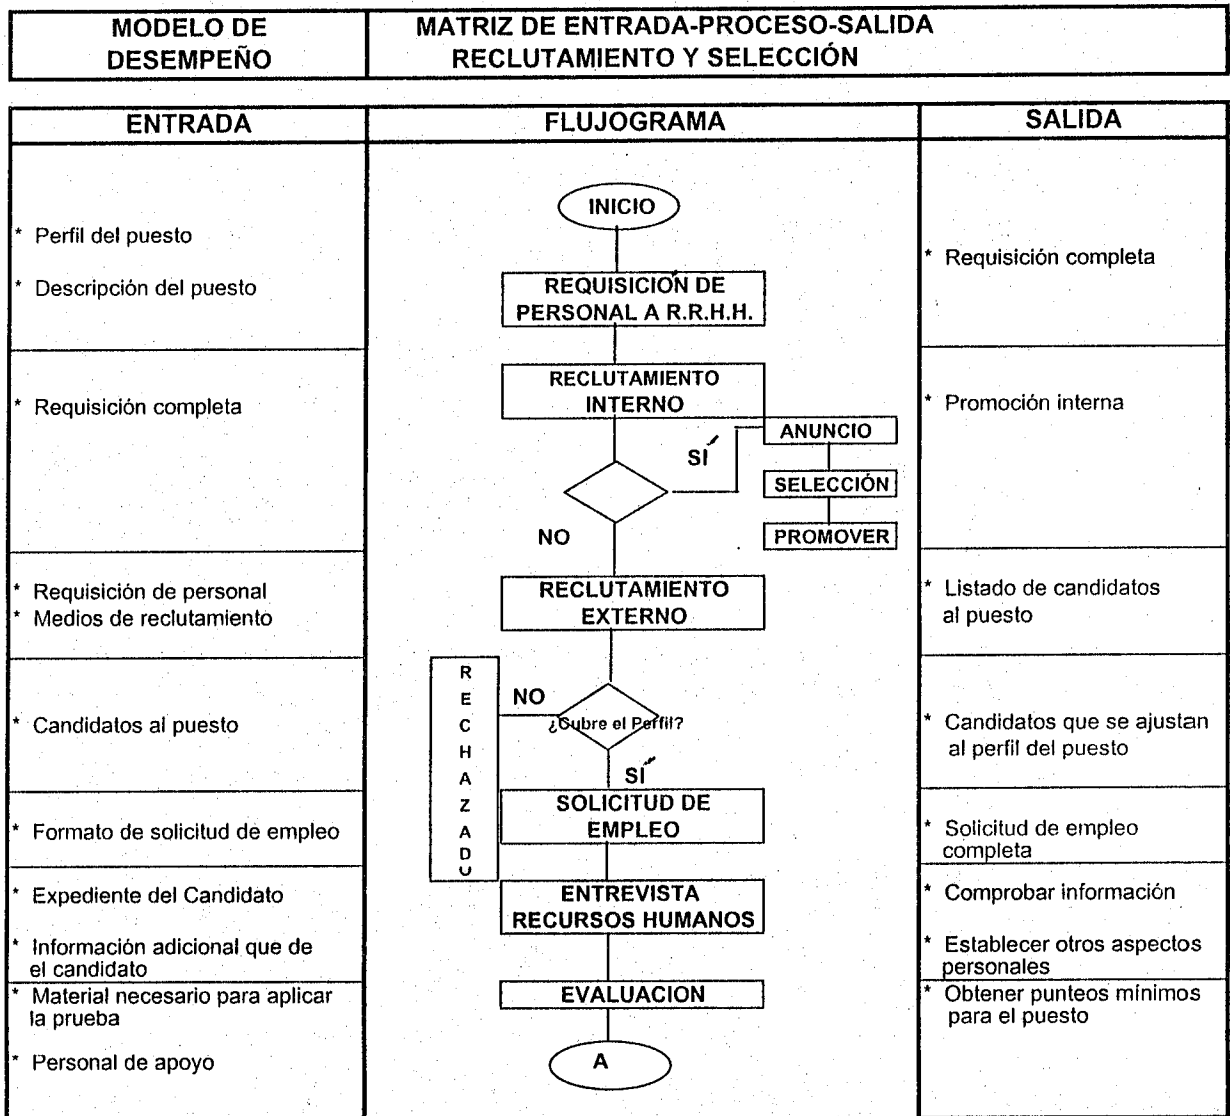 MODELO DE
DESEMPEÑO
MATRIZ DE ENTRADA-PROCESO-SALIDA
RECLUTAMIENTO Y SELECCIÓN
ENTRADA
FLUJOGRAMA
SALIDA
* Perfil del puesto
* Descripción del puesto
INICIO
REQUISICIÓN DE
PERSONAL A R.R.H.H.
* Requisición completa
* Requisición completa
RECLUTAMIENTO
INTERNO
SÍ
ANUNCIO
SELECCIÓN
PROMOVER
NO
* Promoción interna
* Requisición de personal
* Medios de reclutamiento
RECLUTAMIENTO
EXTERNO
* Listado de candidatos
al puesto
* Candidatos al puesto
R
E
C
H
A
Z
A
D
O
NO
¿Cubre el Perfil?
SÍ
* Candidatos que se ajustan
al perfil del puesto
* Formato de solicitud de empleo
SOLICITUD DE
EMPLEO
* Solicitud de empleo
completa
* Expediente del Candidato
* Información adicional que de
el candidato
ENTREVISTA
RECURSOS HUMANOS
* Comprobar información
* Establecer otros aspectos
personales
* Material necesario para aplicar
la prueba
* Personal de apoyo
EVALUACION
A
* Obtener punteos mínimos
para el puesto